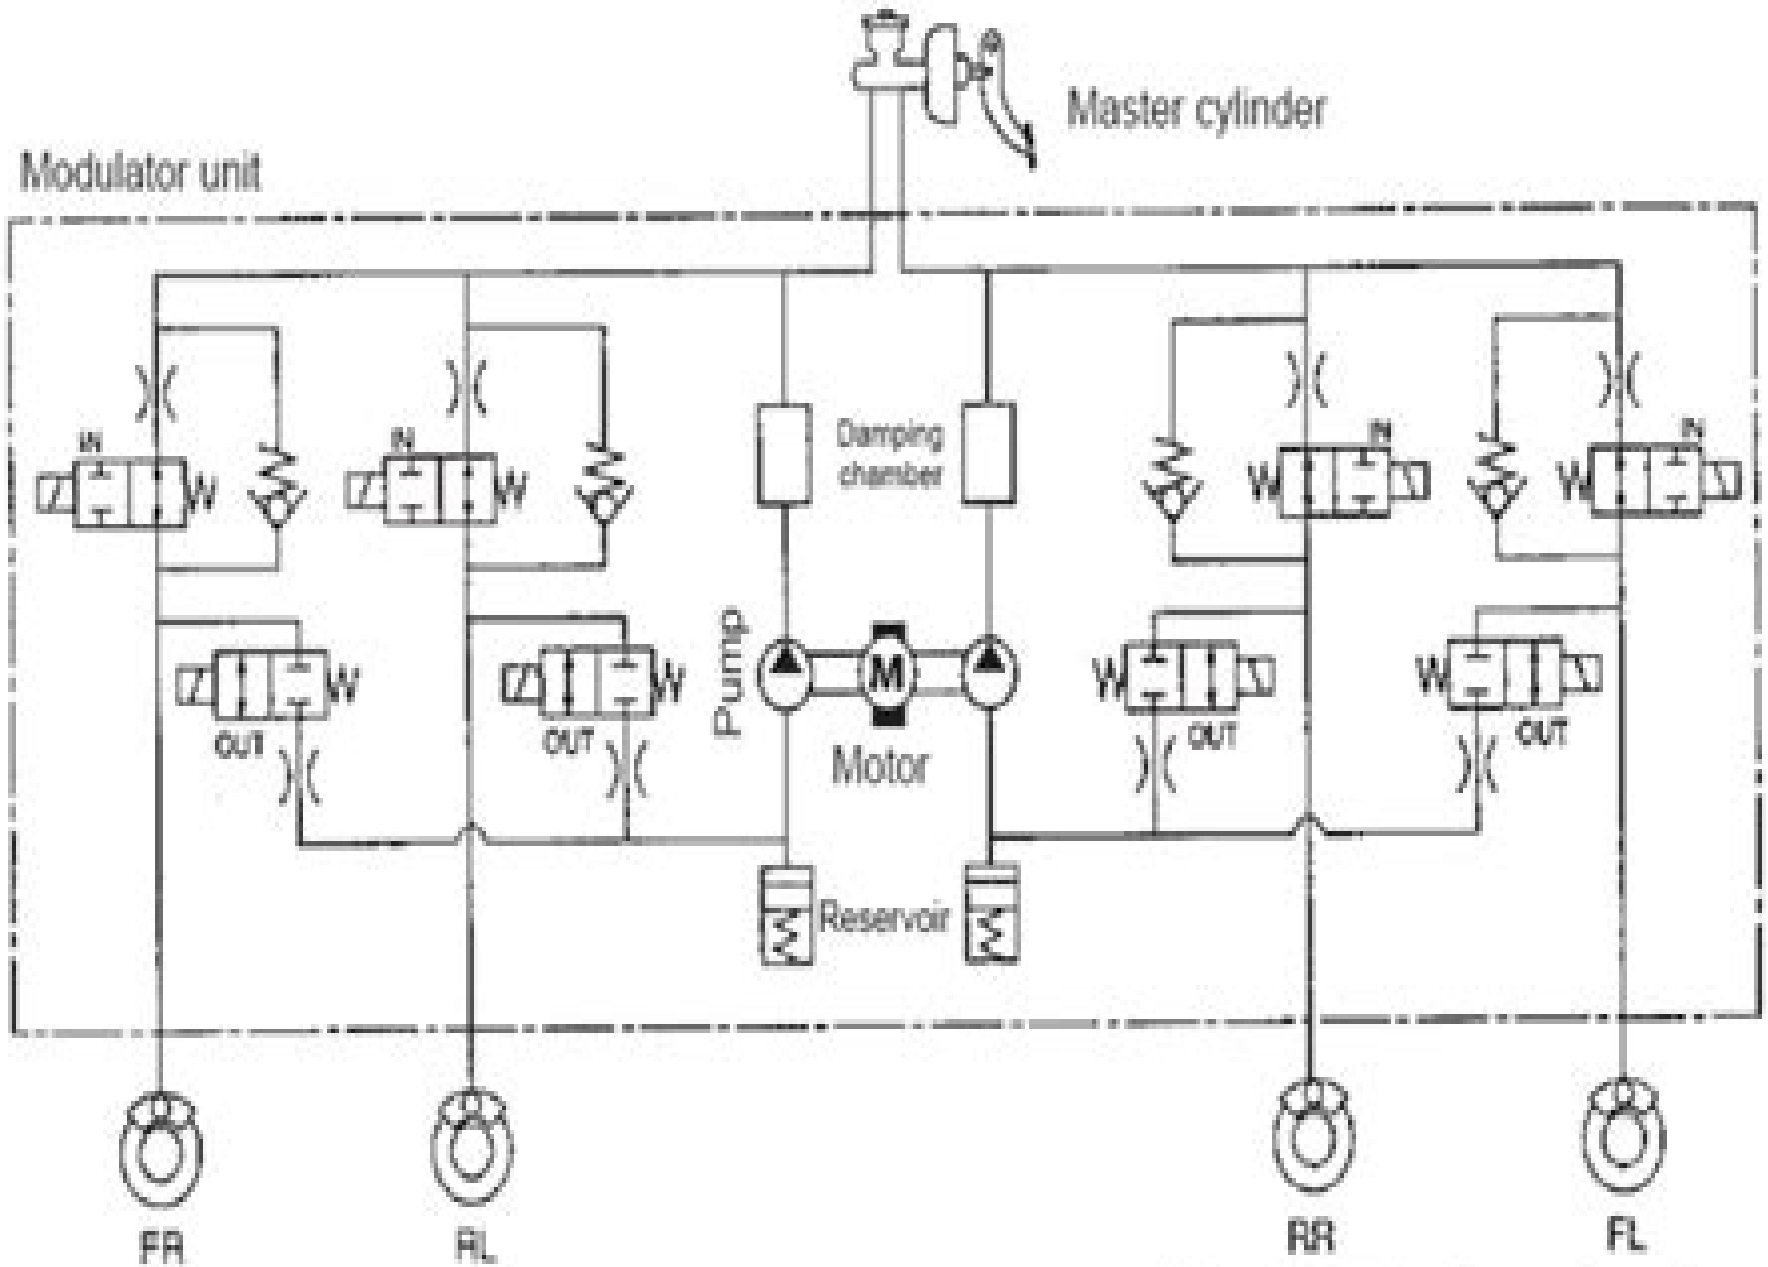 Master cylinder
Modulator unit
IN
IN
Damping
chamber
IN
IN
Pump
M
OUT
OUT
Motor
OUT
OUT
Reservoir
FR
RL
RR
FL